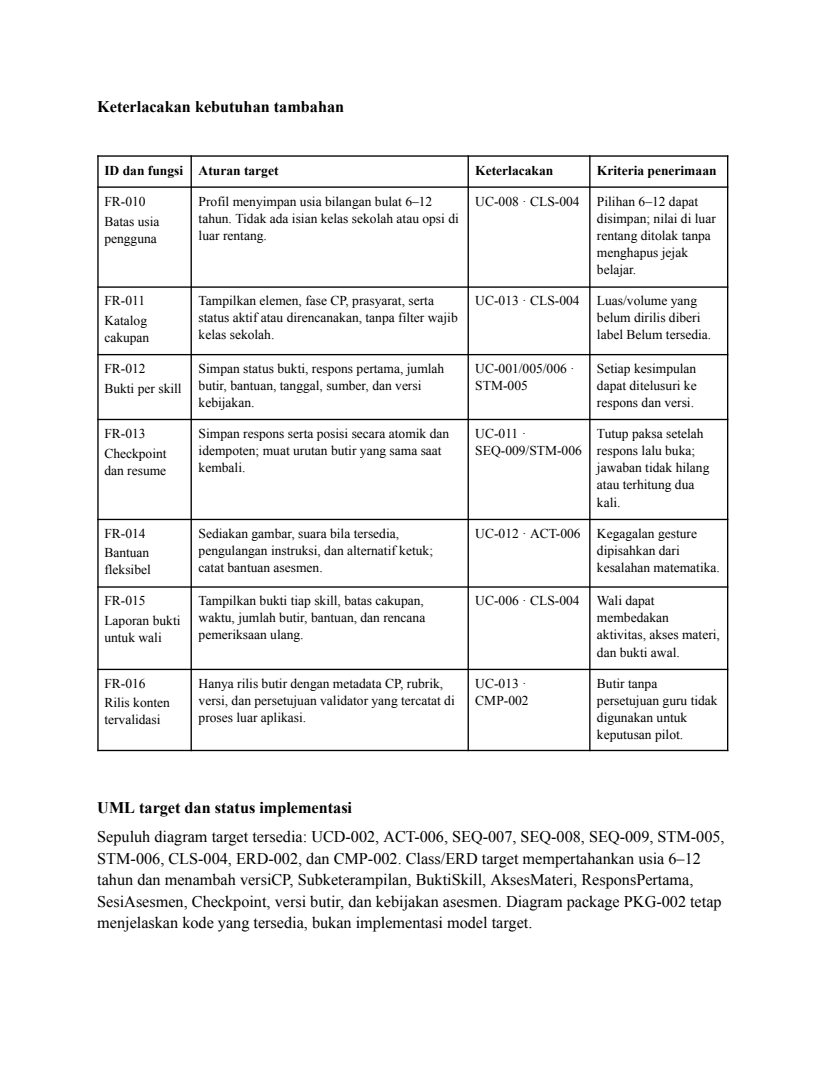 Keterlacakan kebutuhan tambahan
ID dan fungsi
Aturan target
Keterlacakan
Kriteria penerimaan
FR-010
Batas usia
pengguna
Profil menyimpan usia bilangan bulat 6–12
tahun. Tidak ada isian kelas sekolah atau opsi di
luar rentang.
UC-008 · CLS-004
Pilihan 6–12 dapat
disimpan; nilai di luar
rentang ditolak tanpa
menghapus jejak
belajar.
FR-011
Katalog
cakupan
Tampilkan elemen, fase CP, prasyarat, serta
status aktif atau direncanakan, tanpa filter wajib
kelas sekolah.
UC-013 · CLS-004
Luas/volume yang
belum dirilis diberi
label Belum tersedia.
FR-012
Bukti per skill
Simpan status bukti, respons pertama, jumlah
butir, bantuan, tanggal, sumber, dan versi
kebijakan.
UC-001/005/006 ·
STM-005
Setiap kesimpulan
dapat ditelusuri ke
respons dan versi.
FR-013
Checkpoint
dan resume
Simpan respons serta posisi secara atomik dan
idempoten; muat urutan butir yang sama saat
kembali.
UC-011 ·
SEQ-009/STM-006
Tutup paksa setelah
respons lalu buka;
jawaban tidak hilang
atau terhitung dua
kali.
FR-014
Bantuan
fleksibel
Sediakan gambar, suara bila tersedia,
pengulangan instruksi, dan alternatif ketuk;
catat bantuan asesmen.
UC-012 · ACT-006
Kegagalan gesture
dipisahkan dari
kesalahan matematika.
FR-015
Laporan bukti
untuk wali
Tampilkan bukti tiap skill, batas cakupan,
waktu, jumlah butir, bantuan, dan rencana
pemeriksaan ulang.
UC-006 · CLS-004
Wali dapat
membedakan
aktivitas, akses materi,
dan bukti awal.
FR-016
Rilis konten
tervalidasi
Hanya rilis butir dengan metadata CP, rubrik,
versi, dan persetujuan validator yang tercatat di
proses luar aplikasi.
UC-013 ·
CMP-002
Butir tanpa
persetujuan guru tidak
digunakan untuk
keputusan pilot.
UML target dan status implementasi
Sepuluh diagram target tersedia: UCD-002, ACT-006, SEQ-007, SEQ-008, SEQ-009, STM-005,
STM-006, CLS-004, ERD-002, dan CMP-002. Class/ERD target mempertahankan usia 6–12
tahun dan menambah versiCP, Subketerampilan, BuktiSkill, AksesMateri, ResponsPertama,
SesiAsesmen, Checkpoint, versi butir, dan kebijakan asesmen. Diagram package PKG-002 tetap
menjelaskan kode yang tersedia, bukan implementasi model target.